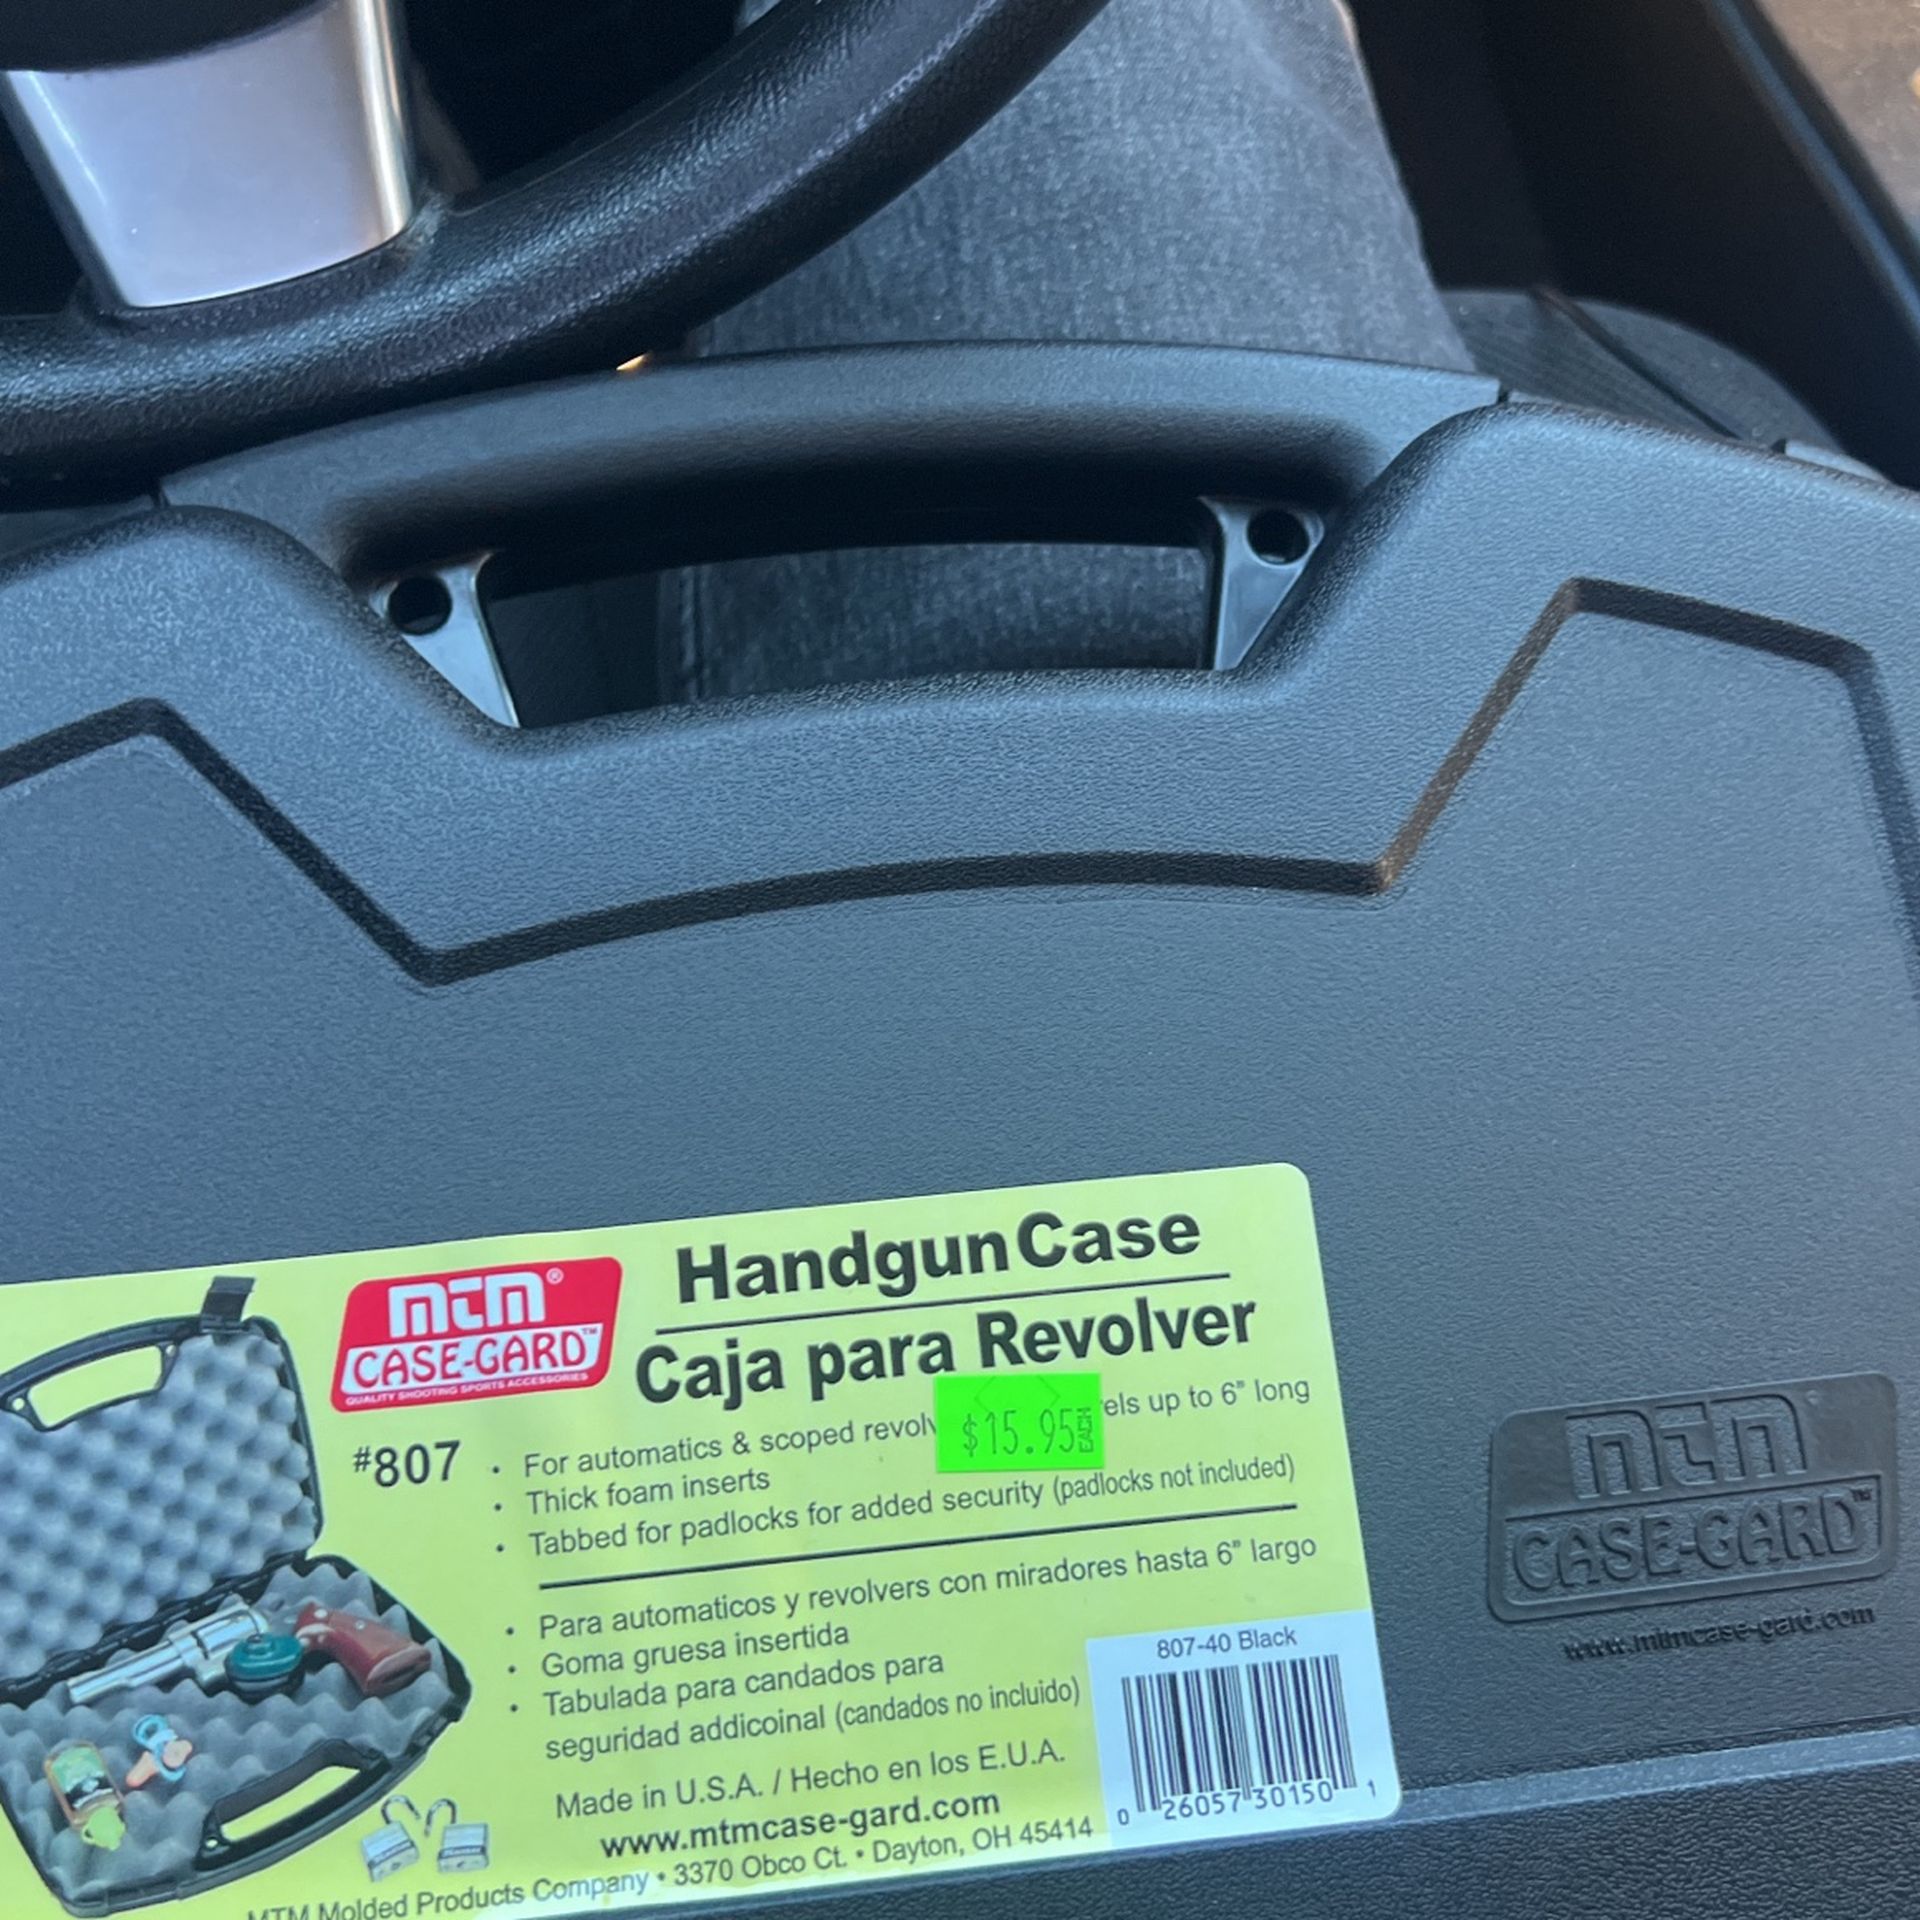 Handgun Case
Caja para Revolver
mtm®
CASE-GARD™
QUALITY SHOOTING SPORTS ACCESSORIES
#807
• For automatics & scoped revolv els up to 6" long
$15.95 EACH
• Thick foam inserts
• Tabbed for padlocks for added security (padlocks not included)
• Para automaticos y revolvers con miradores hasta 6" largo
• Goma gruesa insertida
• Tabulada para candados para
seguridad addicoinal (candados no incluido)
Made in U.S.A. / Hecho en los E.U.A.
www.mtmcase-gard.com
MTM Molded Products Company • 3370 Obco Ct. • Dayton, OH 45414
807-40 Black
0 26057 30150 1
mtm
CASE-GARD™
www.mtmcase-gard.com